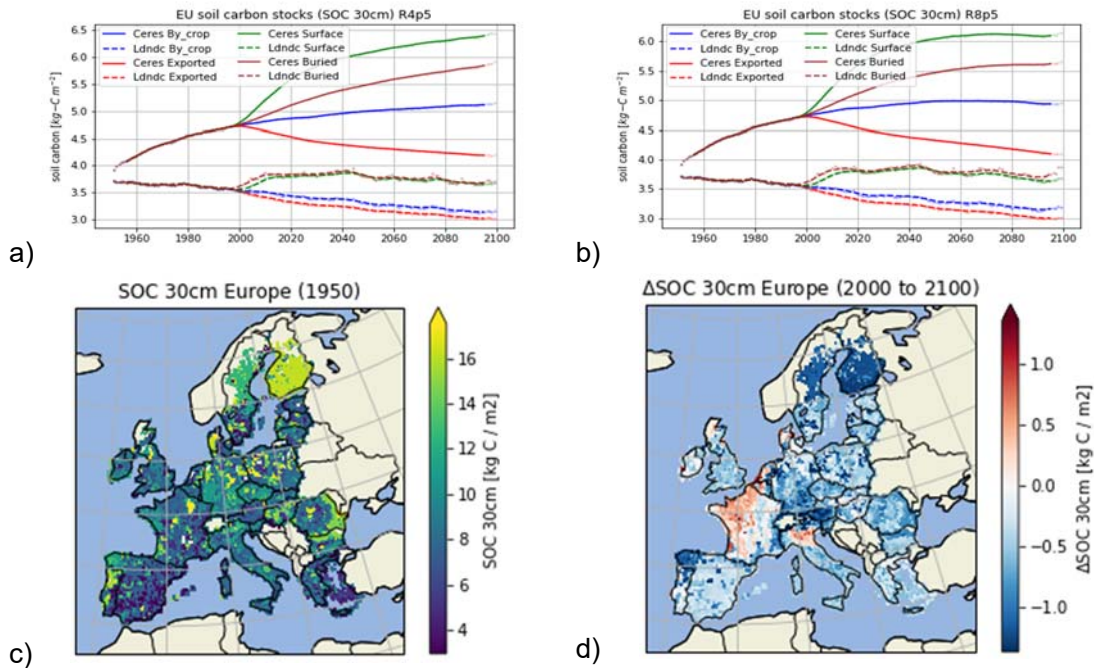 EU soil carbon stocks (SOC 30cm) R4p5
6.5
6.0
5.5
5.0
4.5
4.0
3.5
3.0
soil carbon [kg−C m⁻²]
Ceres By_crop
Ldndc By_crop
Ceres Exported
Ldndc Exported
Ceres Surface
Ldndc Surface
Ceres Buried
Ldndc Buried
1960 1980 2000 2020 2040 2060 2080 2100
a)
EU soil carbon stocks (SOC 30cm) R8p5
6.0
5.5
5.0
4.5
4.0
3.5
3.0
soil carbon [kg−C m⁻²]
Ceres By_crop
Ldndc By_crop
Ceres Exported
Ldndc Exported
Ceres Surface
Ldndc Surface
Ceres Buried
Ldndc Buried
1960 1980 2000 2020 2040 2060 2080 2100
b)
SOC 30cm Europe (1950)
16
14
12
10
8
6
4
SOC 30cm [kg C / m2]
c)
ΔSOC 30cm Europe (2000 to 2100)
1.0
0.5
0.0
−0.5
−1.0
ΔSOC 30cm [kg C / m2]
d)